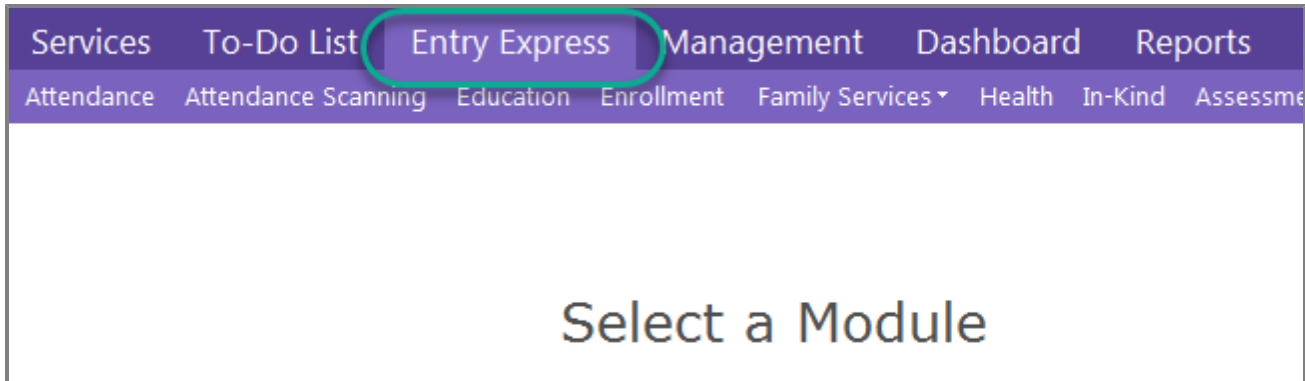 Services To-Do List Entry Express Management Dashboard Reports
Attendance Attendance Scanning Education Enrollment Family Services In-Kind Health Assessme
Select a Module